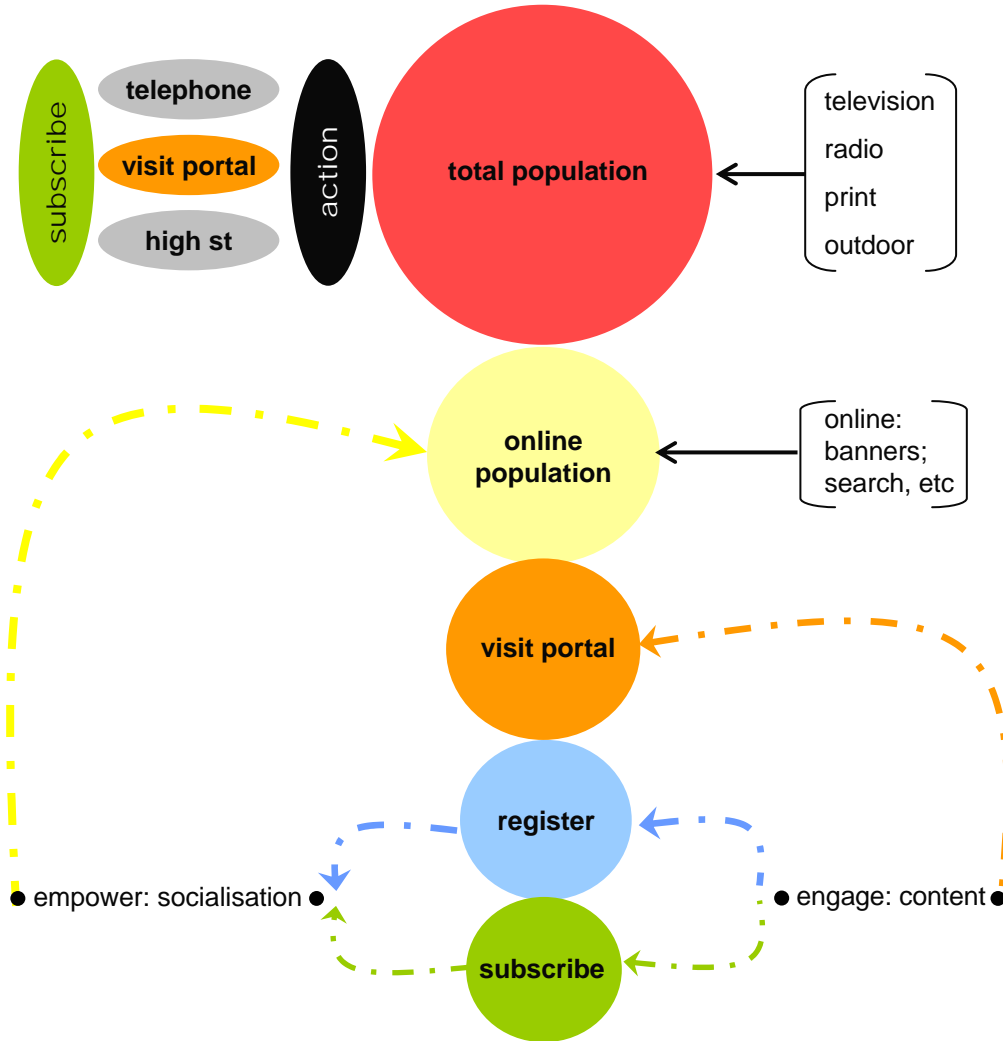 subscribe
telephone
visit portal
high st
action
total population
television
radio
print
outdoor
online
population
online:
banners;
search, etc
visit portal
register
empower: socialisation
engage: content
subscribe